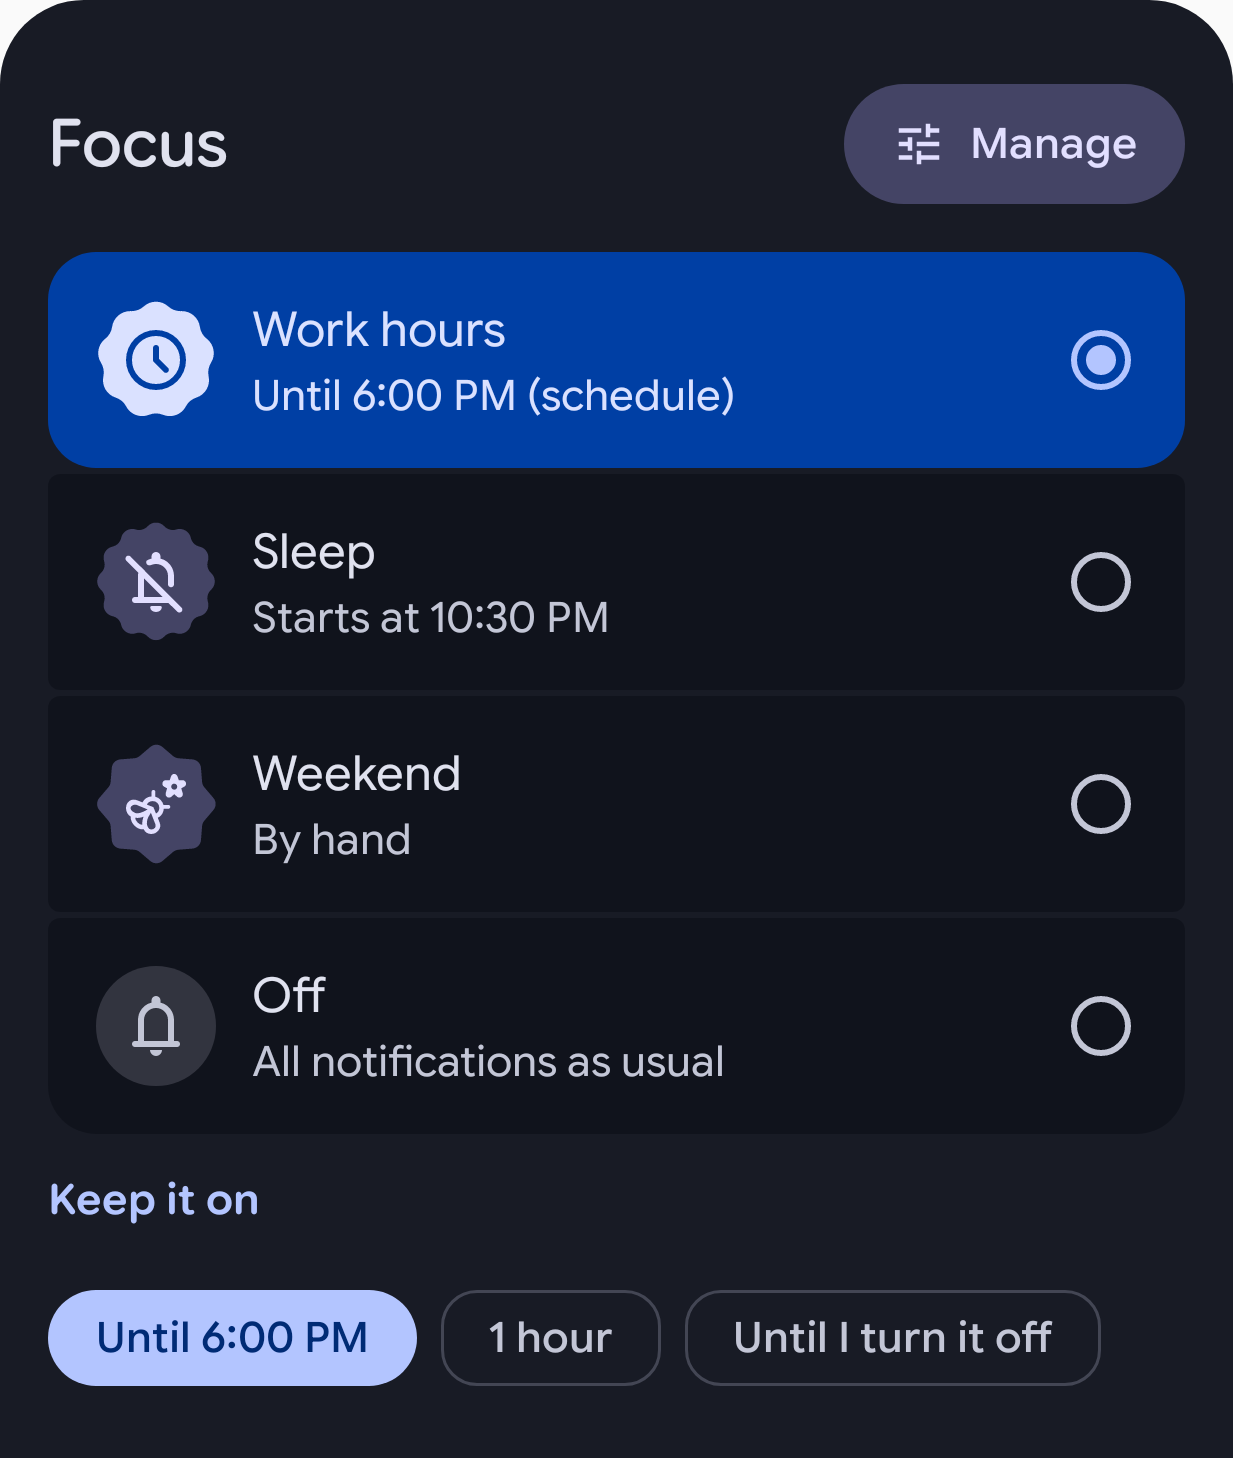 Focus
Manage
Work hours
Until 6:00 PM (schedule)
Sleep
Starts at 10:30 PM
Weekend
By hand
Off
All notifications as usual
Keep it on
Until 6:00 PM
1 hour
Until I turn it off